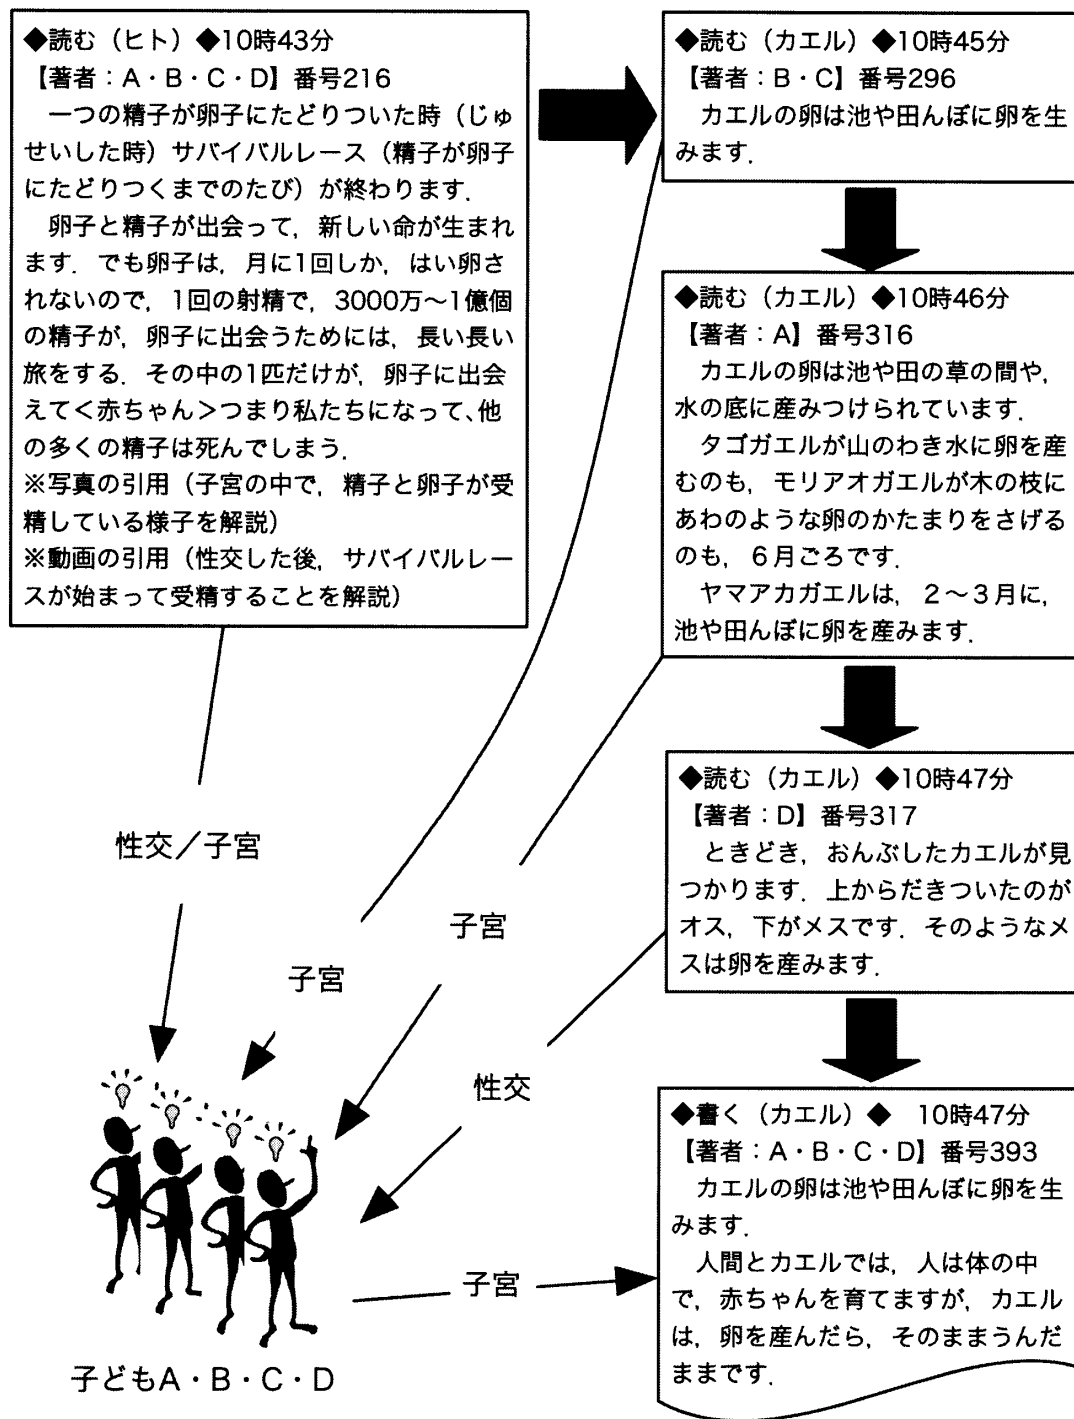 ◆読む（ヒト）◆10時43分
【著者：A・B・C・D】番号216
一つの精子が卵子にたどりついた時（じゅ
せいした時）サバイバルレース（精子が卵子
にたどりつくまでのたび）が終わります．
卵子と精子が出会って，新しい命が生まれ
ます．でも卵子は，月に1回しか，はい卵さ
れないので，1回の射精で，3000万～1億個
の精子が，卵子に出会うためには，長い長い
旅をする．その中の1匹だけが，卵子に出会
えて＜赤ちゃん＞つまり私たちになって、他
の多くの精子は死んでしまう．
※写真の引用（子宮の中で，精子と卵子が受
精している様子を解説）
※動画の引用（性交した後，サバイバルレー
スが始まって受精することを解説）
◆読む（カエル）◆10時45分
【著者：B・C】番号296
カエルの卵は池や田んぼに卵を生
みます．
◆読む（カエル）◆10時46分
【著者：A】番号316
カエルの卵は池や田の草の間や，
水の底に産みつけられています．
タゴガエルが山のわき水に卵を産
むのも，モリアオガエルが木の枝に
あわのような卵のかたまりをさげる
のも，６月ごろです．
ヤマアカガエルは，２～３月に，
池や田んぼに卵を産みます．
◆読む（カエル）◆10時47分
【著者：D】番号317
ときどき，おんぶしたカエルが見
つかります．上からだきついたのが
オス，下がメスです．そのようなメ
スは卵を産みます．
◆書く（カエル）◆　10時47分
【著者：A・B・C・D】番号393
カエルの卵は池や田んぼに卵を生
みます．
人間とカエルでは，人は体の中
で，赤ちゃんを育てますが，カエル
は，卵を産んだら，そのままうんだ
ままです．
性交／子宮
子宮
子宮
性交
子宮
子どもA・B・C・D